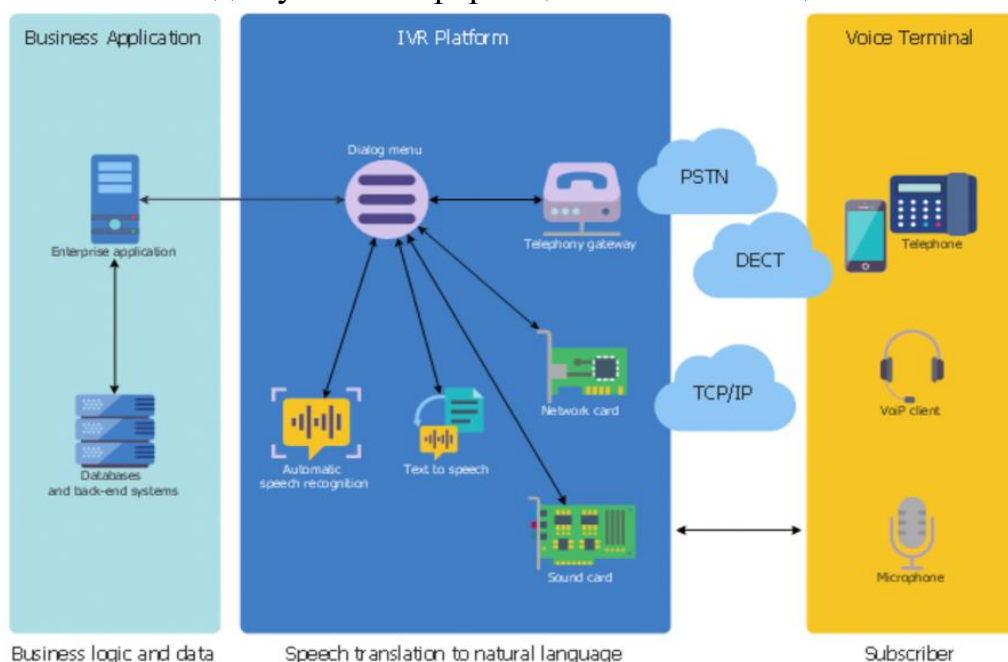 Business Application
IVR Platform
Voice Terminal
Dialog menu
PSTN
Enterprise application
Telephony gateway
Telephone
DECT
TCP/IP
Network card
VoIP client
Databases
and back-end systems
Automatic
speech recognition
Text to speech
Sound card
Microphone
Business logic and data
Speech translation to natural language
Subscriber